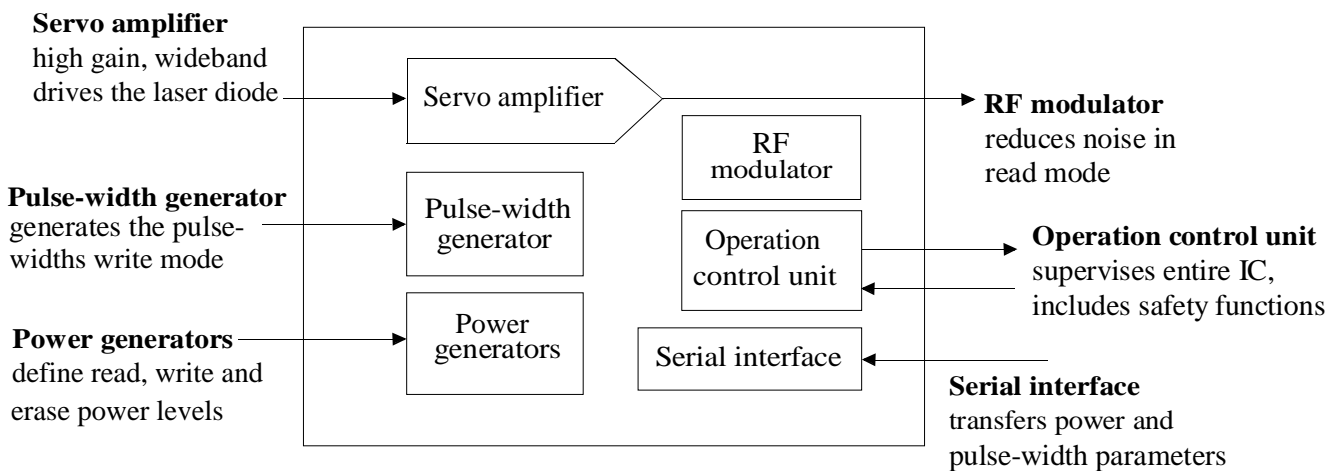 Servo amplifier
high gain, wideband
drives the laser diode
Pulse-width generator
generates the pulse-
widths write mode
Power generators
define read, write and
erase power levels
Servo amplifier
Pulse-width
generator
Power
generators
RF
modulator
Operation
control unit
Serial interface
RF modulator
reduces noise in
read mode
Operation control unit
supervises entire IC,
includes safety functions
Serial interface
transfers power and
pulse-width parameters